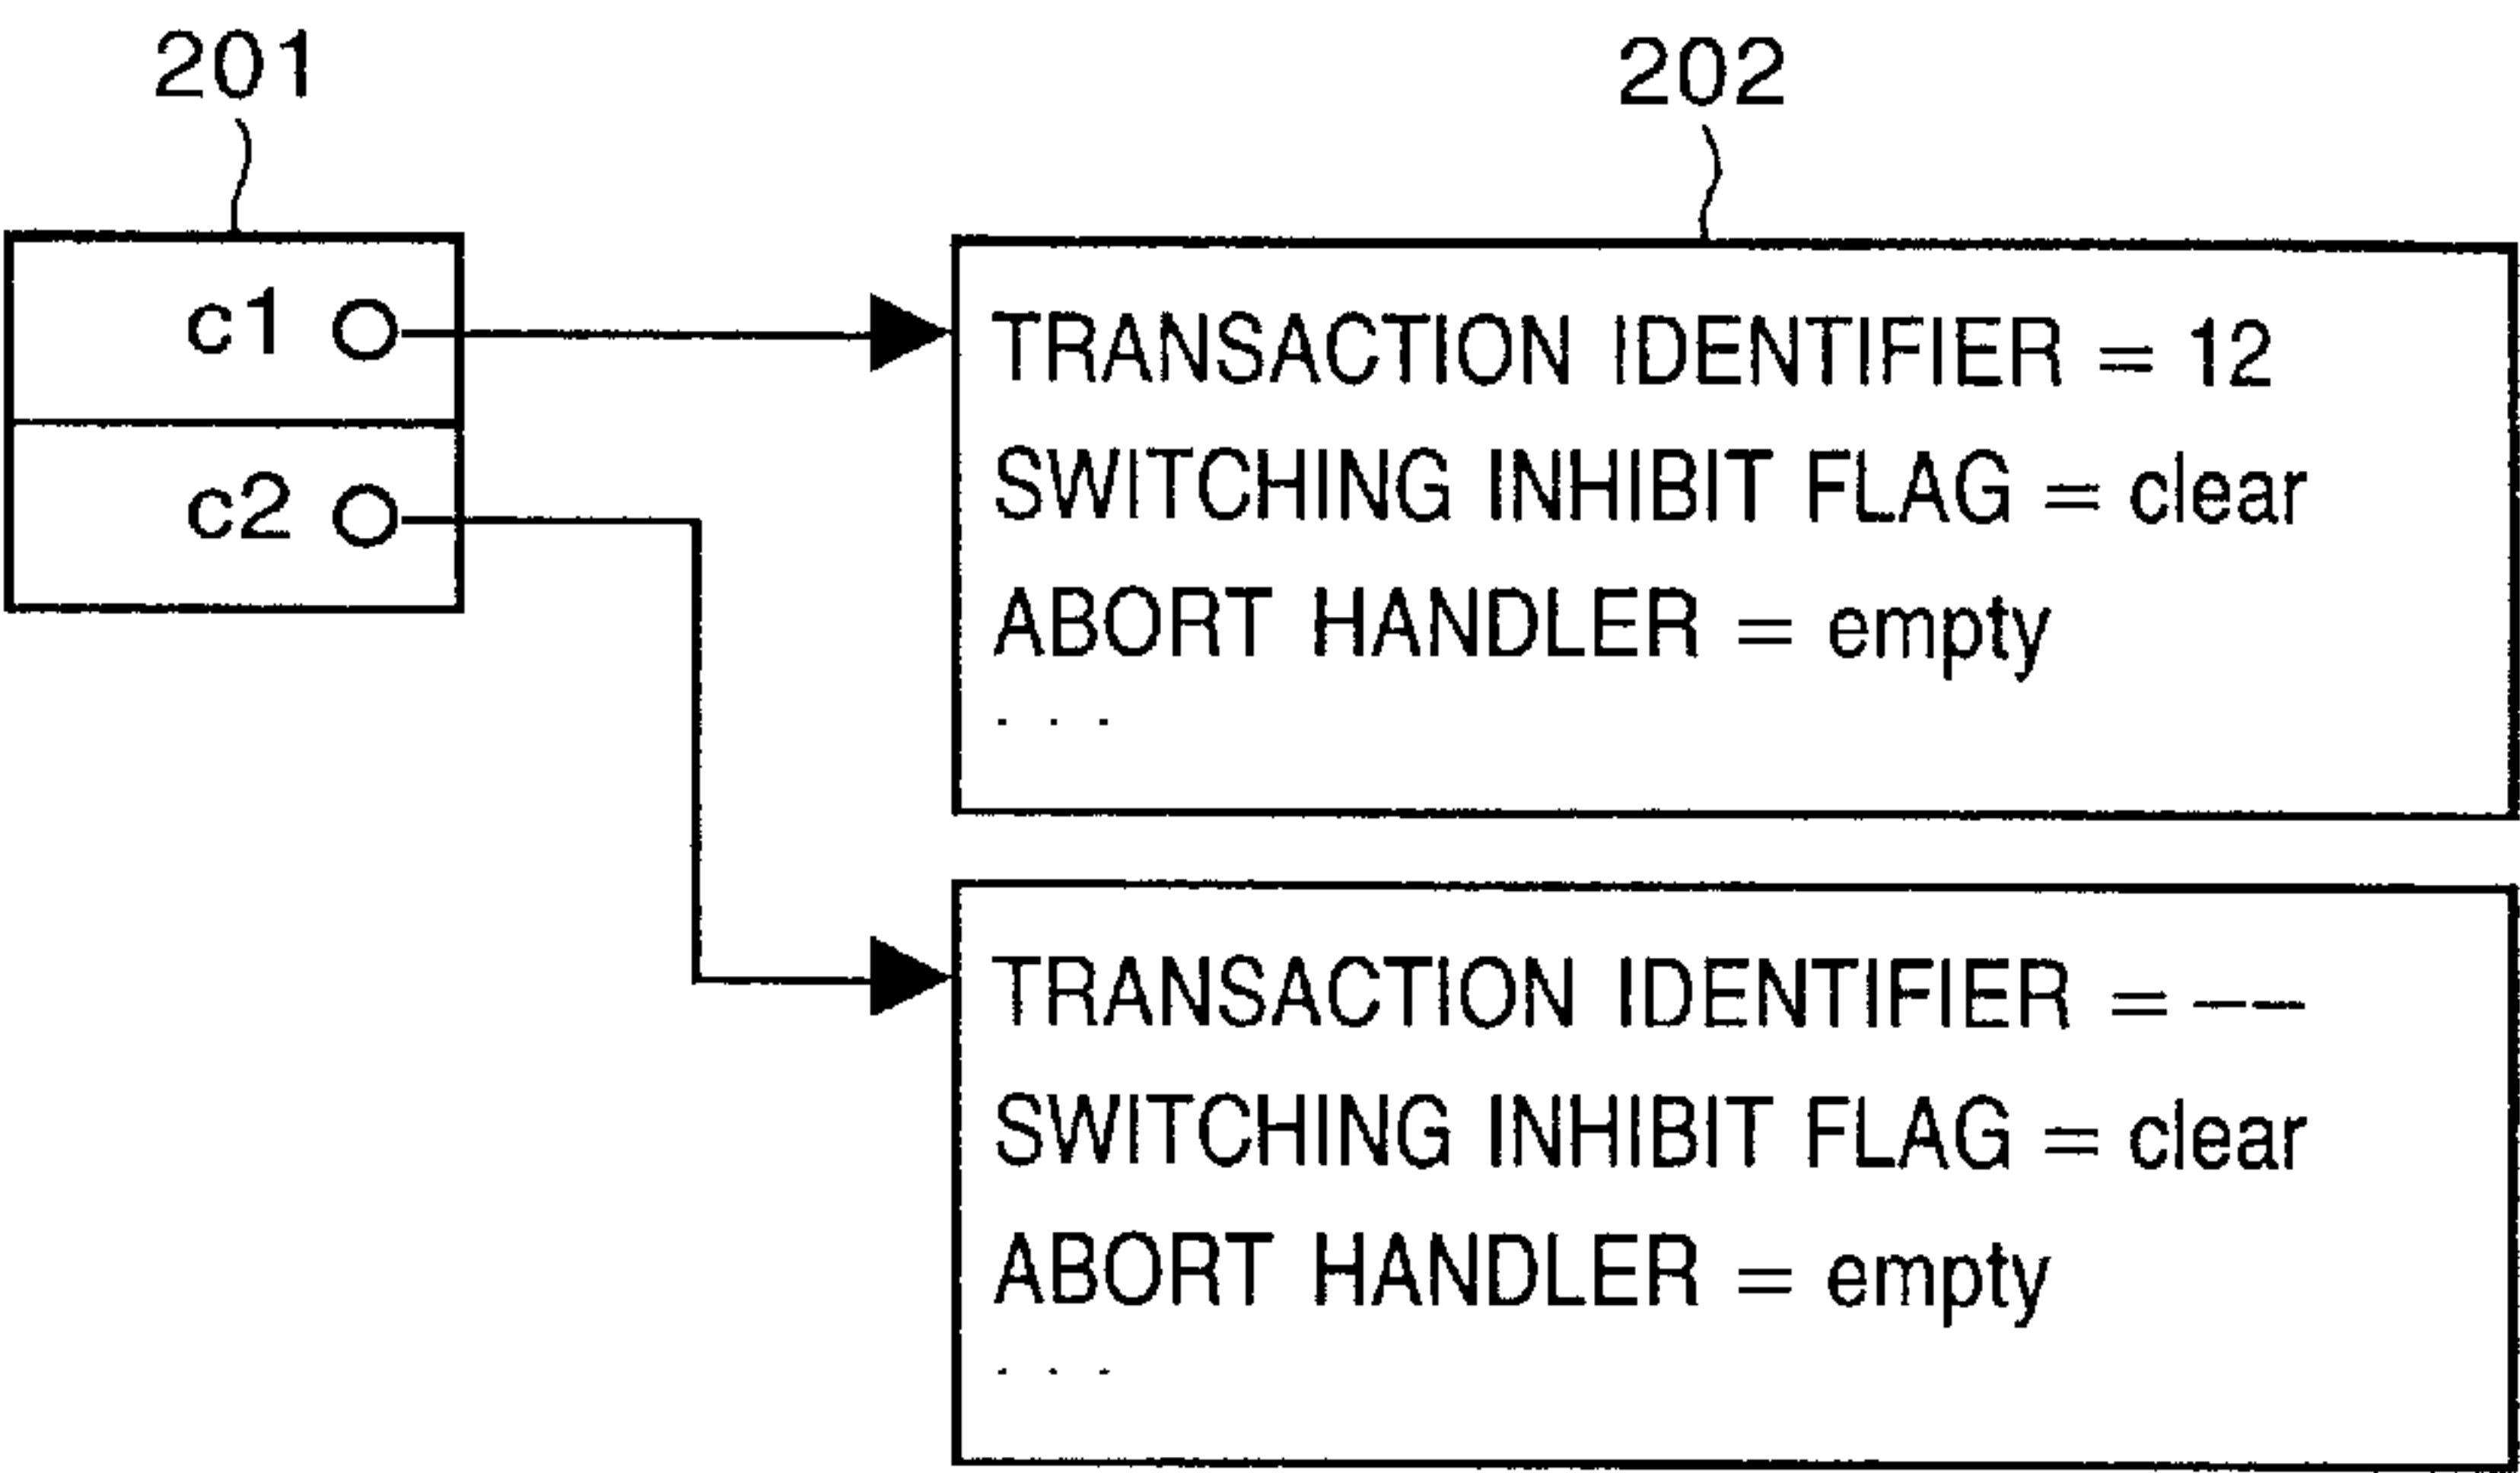 201
202
c1
c2
TRANSACTION IDENTIFIER = 12
SWITCHING INHIBIT FLAG = clear
ABORT HANDLER = empty
. . .
TRANSACTION IDENTIFIER = ––
SWITCHING INHIBIT FLAG = clear
ABORT HANDLER = empty
. . .